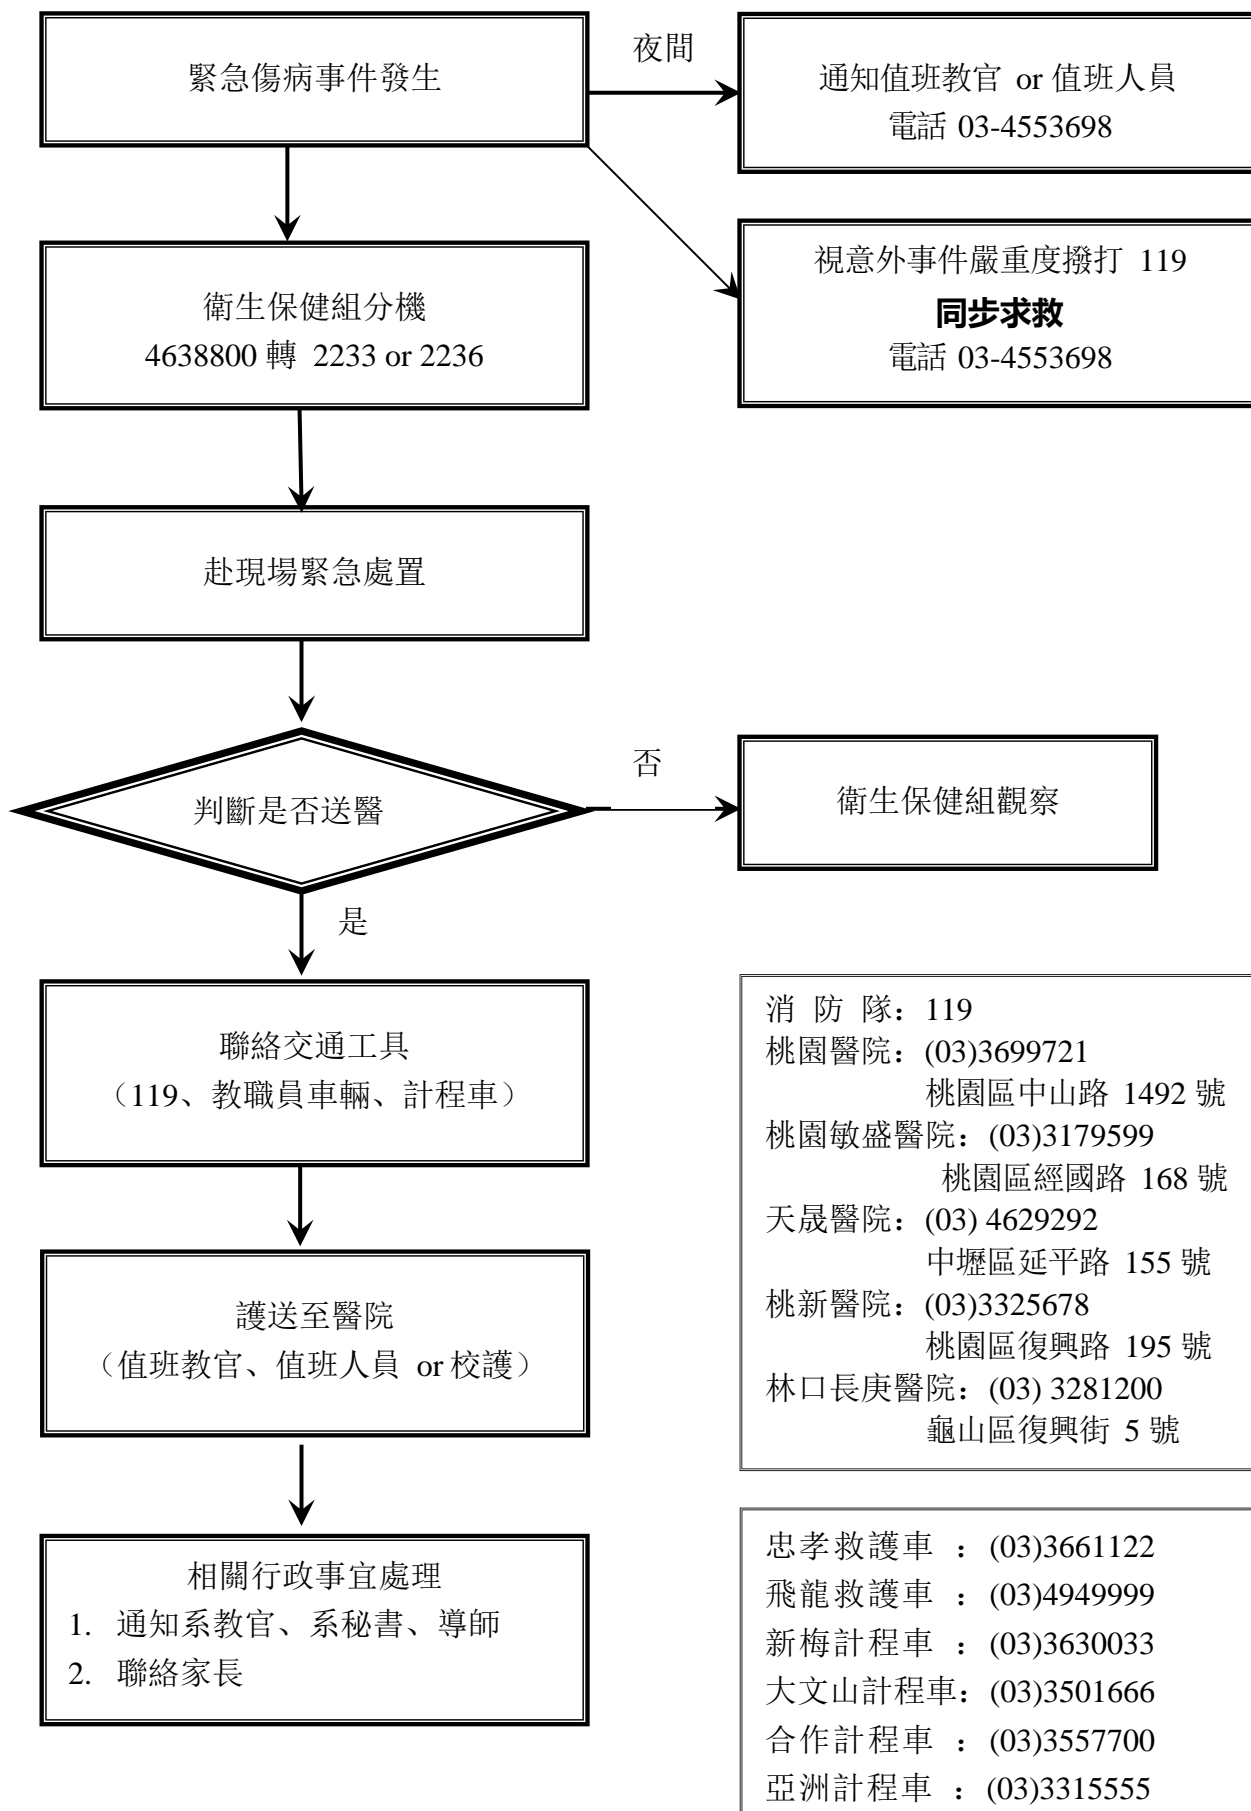 緊急傷病事件發生
夜間
通知值班教官 or 值班人員
電話 03-4553698
視意外事件嚴重度撥打 119
同步求救
電話 03-4553698
衛生保健組分機
4638800 轉 2233 or 2236
赴現場緊急處置
判斷是否送醫
否
衛生保健組觀察
是
聯絡交通工具
（119、教職員車輛、計程車）
護送至醫院
（值班教官、值班人員 or 校護）
相關行政事宜處理
1. 通知系教官、系秘書、導師
2. 聯絡家長
消 防 隊：119
桃園醫院：(03)3699721
桃園區中山路 1492 號
桃園敏盛醫院：(03)3179599
桃園區經國路 168 號
天晟醫院：(03) 4629292
中壢區延平路 155 號
桃新醫院：(03)3325678
桃園區復興路 195 號
林口長庚醫院：(03) 3281200
龜山區復興街 5 號
忠孝救護車 ：(03)3661122
飛龍救護車 ：(03)4949999
新梅計程車 ：(03)3630033
大文山計程車：(03)3501666
合作計程車 ：(03)3557700
亞洲計程車 ：(03)3315555